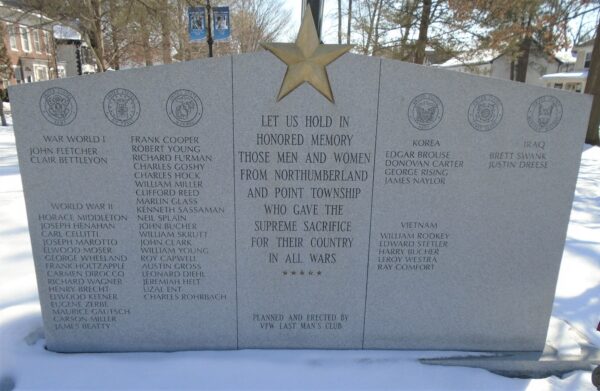 WAR WORLD I
JOHN FLETCHER
CLAIR BETTLEYON
WORLD WAR II
HORACE MIDDLETON
JOSEPH HENAHAN
CARL CELLITTI
JOSEPH MAROTTO
ELWOOD MOSER
GEORGE WHEELAND
FRANK HOLTZAPPLE
CARMEN DIROCCO
RICHARD WAGNER
HENRY BRECHT
ELWOOD KEENER
EUGENE ZERBE
MAURICE GAUTSCH
CARSON MILLER
JAMES BEATTY
FRANK COOPER
ROBERT YOUNG
RICHARD FURMAN
CHARLES GOSHY
CHARLES HOCK
WILLIAM MILLER
CLIFFORD REED
MARLIN GLASS
KENNETH SASSAMAN
NEIL SPLAIN
JOHN BUCHER
WILLIAM SKRUTT
JOHN CLARK
WILLIAM YOUNG
ROY CAPWELL
AUSTIN GROSS
LEONARD DIEHL
JEREMIAH HEIT
UZAL ENT
CHARLES ROHRBACH
LET US HOLD IN
HONORED MEMORY
THOSE MEN AND WOMEN
FROM NORTHUMBERLAND
AND POINT TOWNSHIP
WHO GAVE THE
SUPREME SACRIFICE
FOR THEIR COUNTRY
IN ALL WARS
PLANNED AND ERECTED BY
VFW LAST MAN'S CLUB
KOREA
EDGAR BROUSE
DONOVAN CARTER
GEORGE RISING
JAMES NAYLOR
VIETNAM
WILLIAM
EDWARD STETLER
HARRY BUCHER
LEROY WESTRA
RAY GOMFORT
IRAQ
BRETT SWANK
JUSTIN DREESE